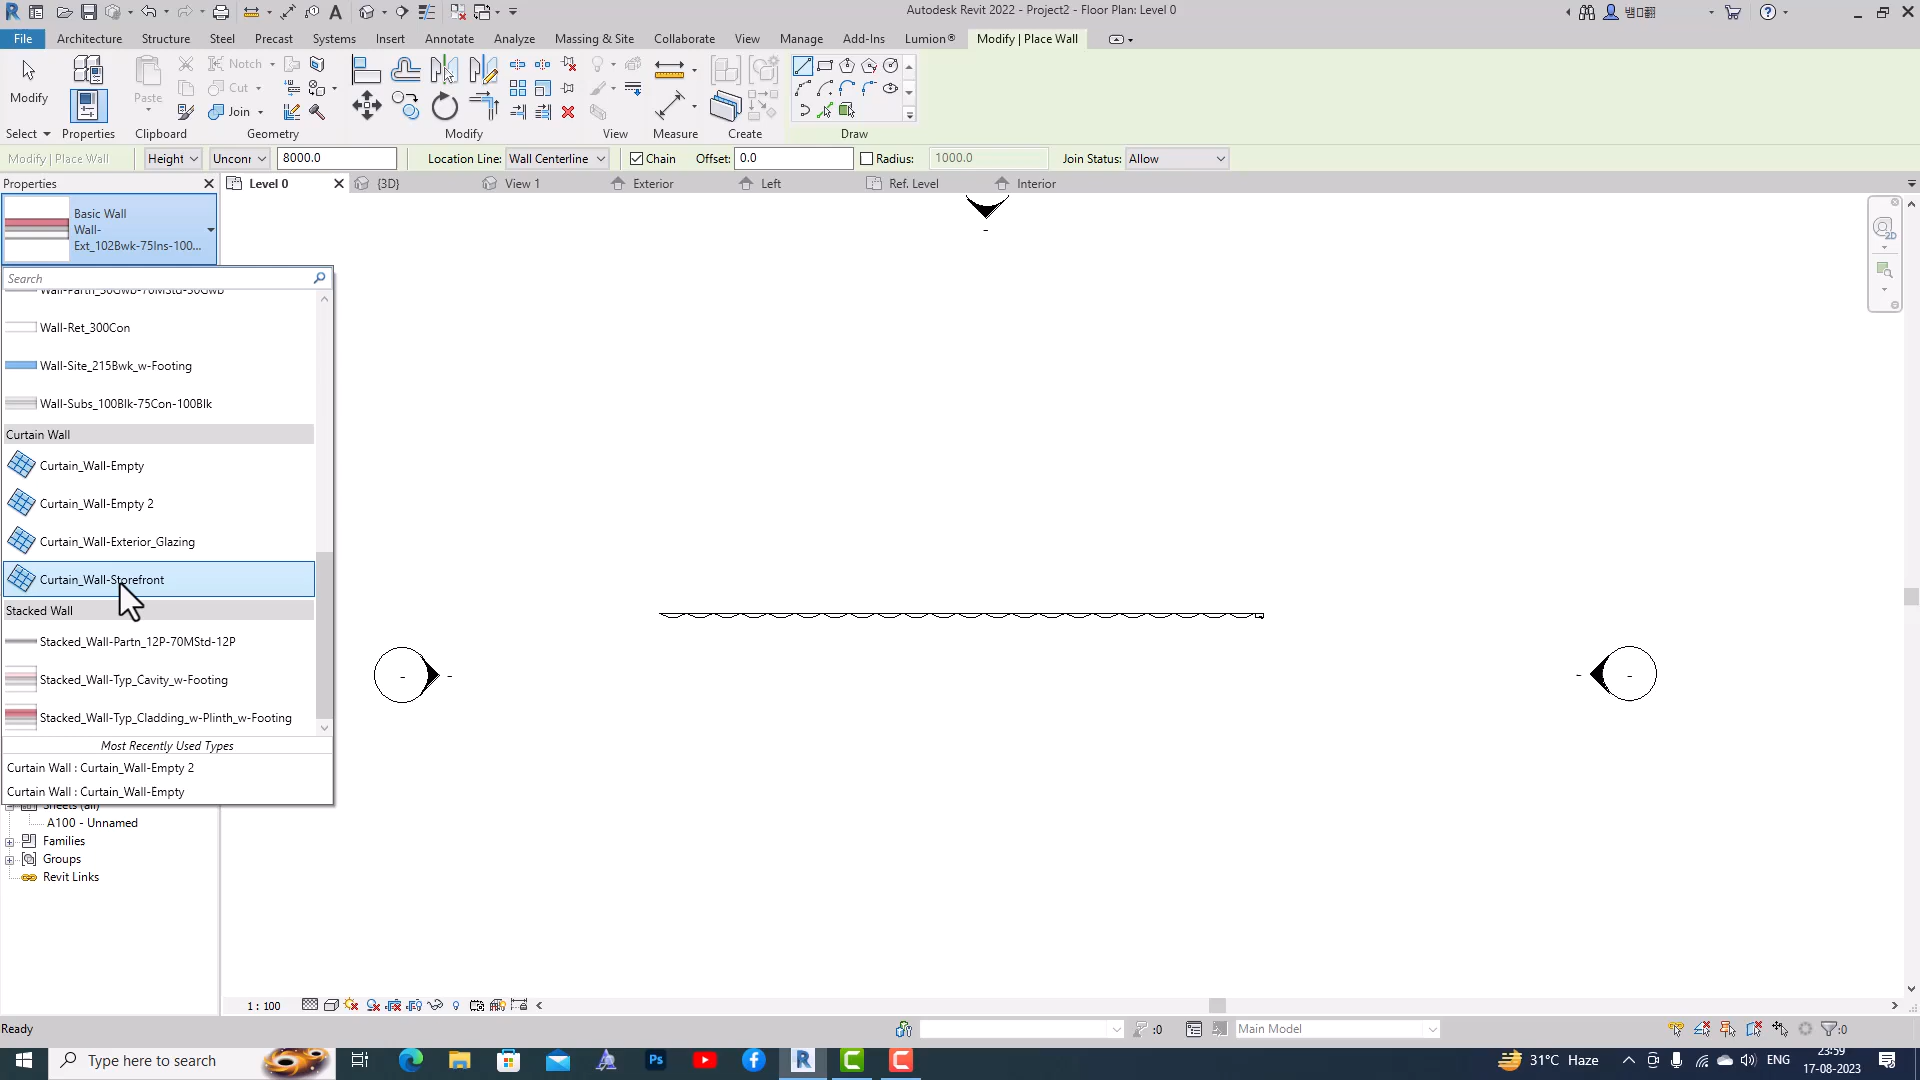 Autodesk Revit 2022 - Project2 - Floor Plan: Level 0
File Architecture Structure Steel Precast Systems Insert Annotate Analyze Massing & Site Collaborate View Manage Add-Ins Lumion® Modify | Place Wall
Modify
Paste
Notch
Cut
Join
Select Properties Clipboard Geometry Modify View Measure Create Draw
Modify | Place Wall Height Unconr 8000.0 Location Line: Wall Centerline Chain Offset: 0.0 Radius: 1000.0 Join Status: Allow
Properties
Level 0 {3D} View 1 Exterior Left Ref. Level Interior
Basic Wall
Wall-
Ext_102Bwk-75Ins-100...
Search
Wall-Ret_300Con
Wall-Site_215Bwk_w-Footing
Wall-Subs_100Blk-75Con-100Blk
Curtain Wall
Curtain_Wall-Empty
Curtain_Wall-Empty 2
Curtain_Wall-Exterior_Glazing
Curtain_Wall-Storefront
Stacked Wall
Stacked_Wall-Partn_12P-70MStd-12P
Stacked_Wall-Typ_Cavity_w-Footing
Stacked_Wall-Typ_Cladding_w-Plinth_w-Footing
Most Recently Used Types
Curtain Wall : Curtain_Wall-Empty 2
Curtain Wall : Curtain_Wall-Empty
Sheets (all)
A100 - Unnamed
Families
Groups
Revit Links
1 : 100
Ready
:0
Main Model
:0
Type here to search
31°C Haze
ENG
23:59
17-08-2023